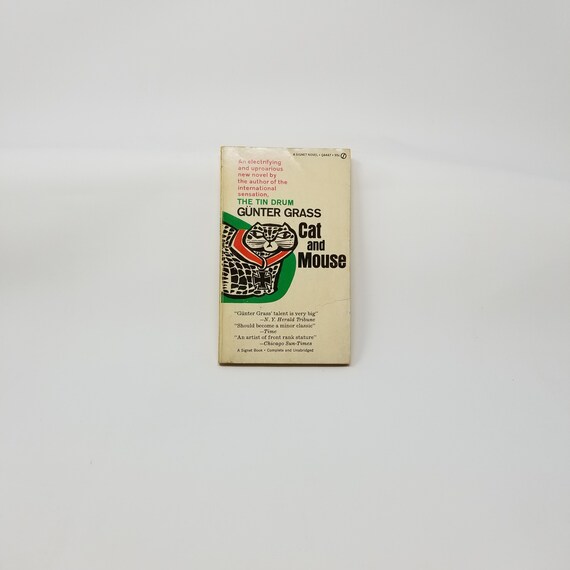 A SIGNET NOVEL •
An electrifying
and uproarious
new novel by
the author of the
international
sensation,
THE TIN DRUM
GÜNTER GRASS
Cat
and
Mouse
"Günter Grass' talent is very big"
—N. Y. Herald Tribune
"Should become a minor classic"
—Time
"An artist of front rank stature"
—Chicago Sun-Times
A Signet Book • Complete and Unabridged